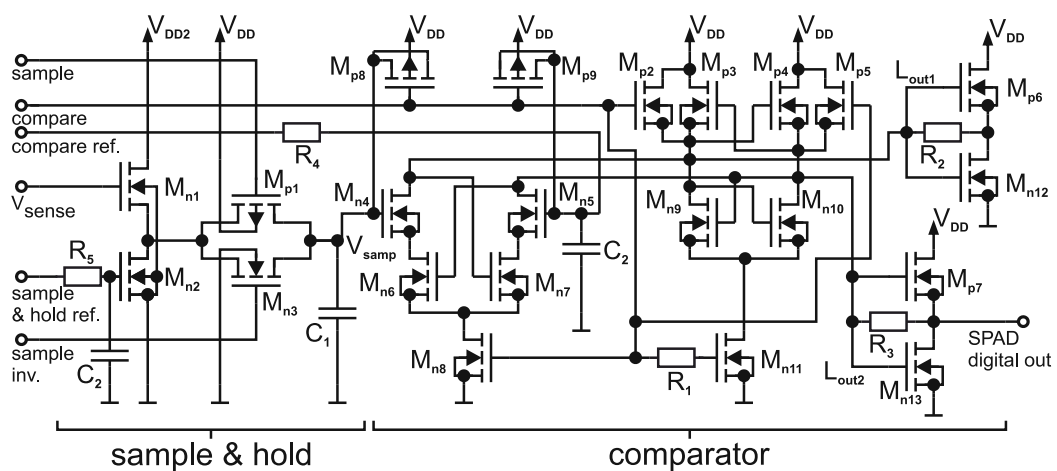 V_DD2 V_DD V_DD V_DD V_DD V_DD V_DD
sample M_p8 M_p9 M_p2 M_p3 M_p4 M_p5
L_out1 M_p6
compare
compare ref. R_4 R_2
M_n1 M_p1 M_n4 M_n5 M_n9 M_n10 M_n12
V_sense
V_samp C_2 V_DD
R_5 M_n2 M_n6 M_n7 M_p7
sample
& hold ref. M_n3 C_1 R_3 SPAD
sample M_n8 M_n11 digital out
inv. C_2 R_1 L_out2 M_n13
sample & hold comparator